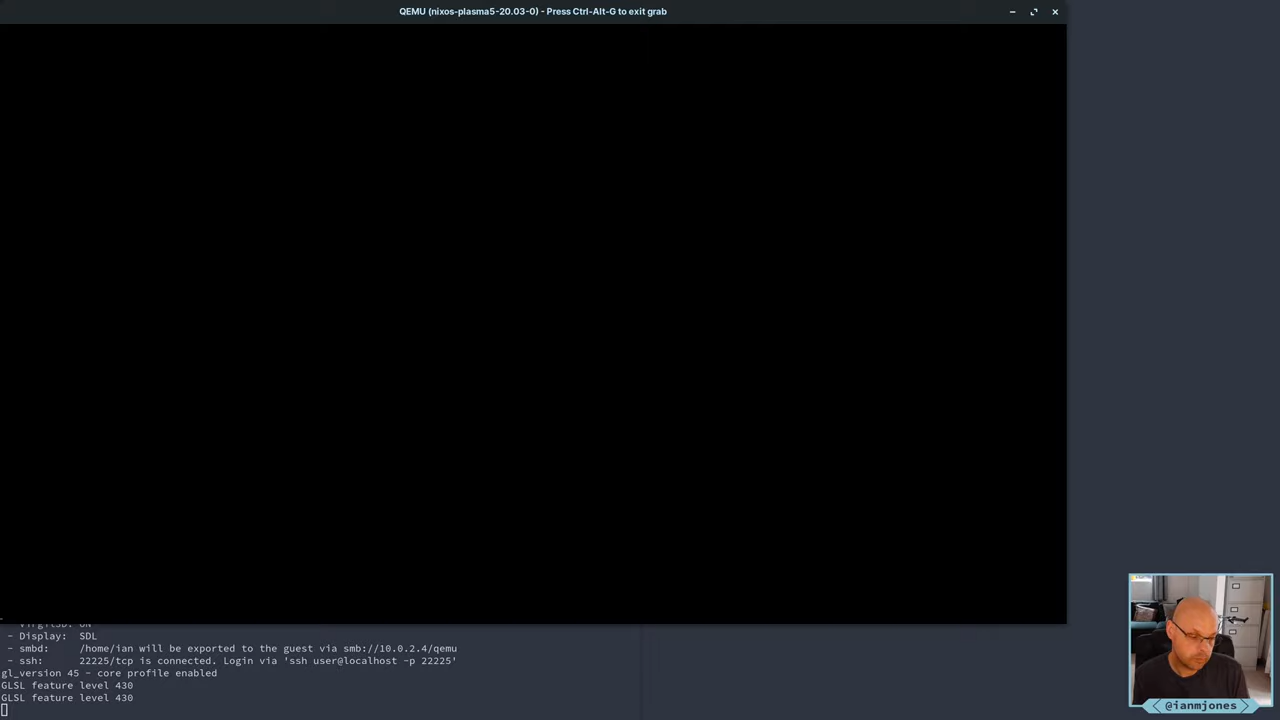 QEMU (nixos-plasma5-20.03-0) - Press Ctrl-Alt-G to exit grab
- Display:  SDL
- smbd:     /home/ian will be exported to the guest via smb://10.0.2.4/qemu
- ssh:      22225/tcp is connected. Login via 'ssh user@localhost -p 22225'
gl_version 45 - core profile enabled
GLSL feature level 430
GLSL feature level 430
@ianmjones